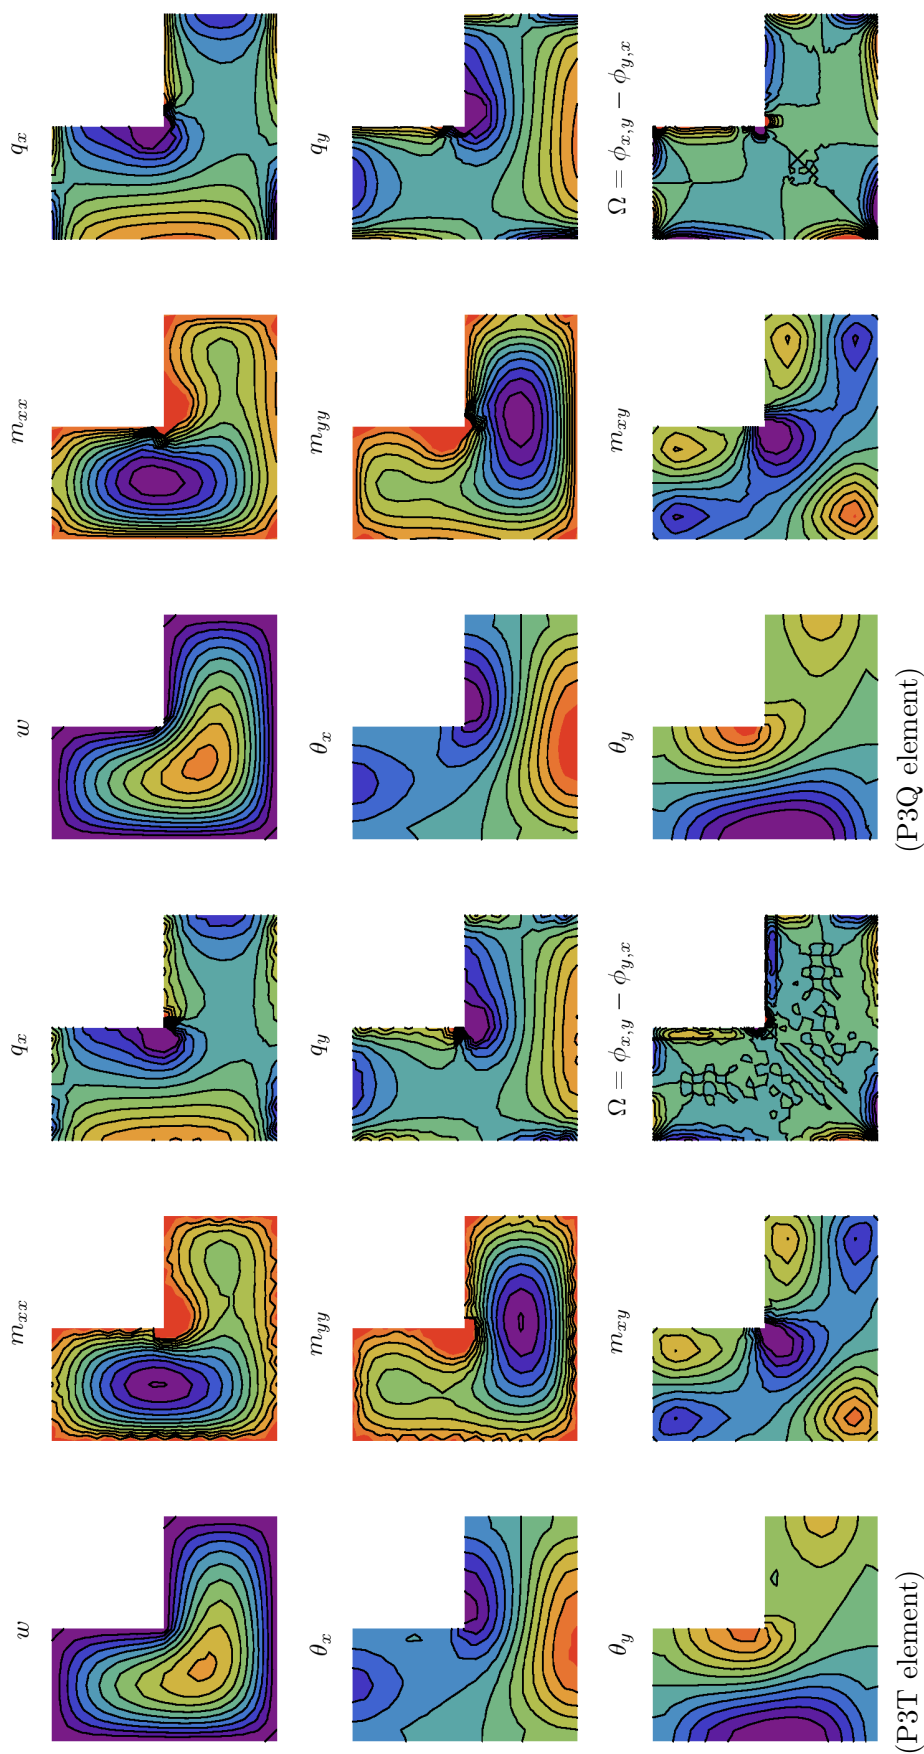 w
m_{xx}
q_x
w
m_{xx}
q_x
θ_x
m_{yy}
q_y
θ_x
m_{yy}
q_y
θ_y
m_{xy}
Ω = ϕ_{x,y} − ϕ_{y,x}
θ_y
m_{xy}
Ω = ϕ_{x,y} − ϕ_{y,x}
(P3T element)
(P3Q element)